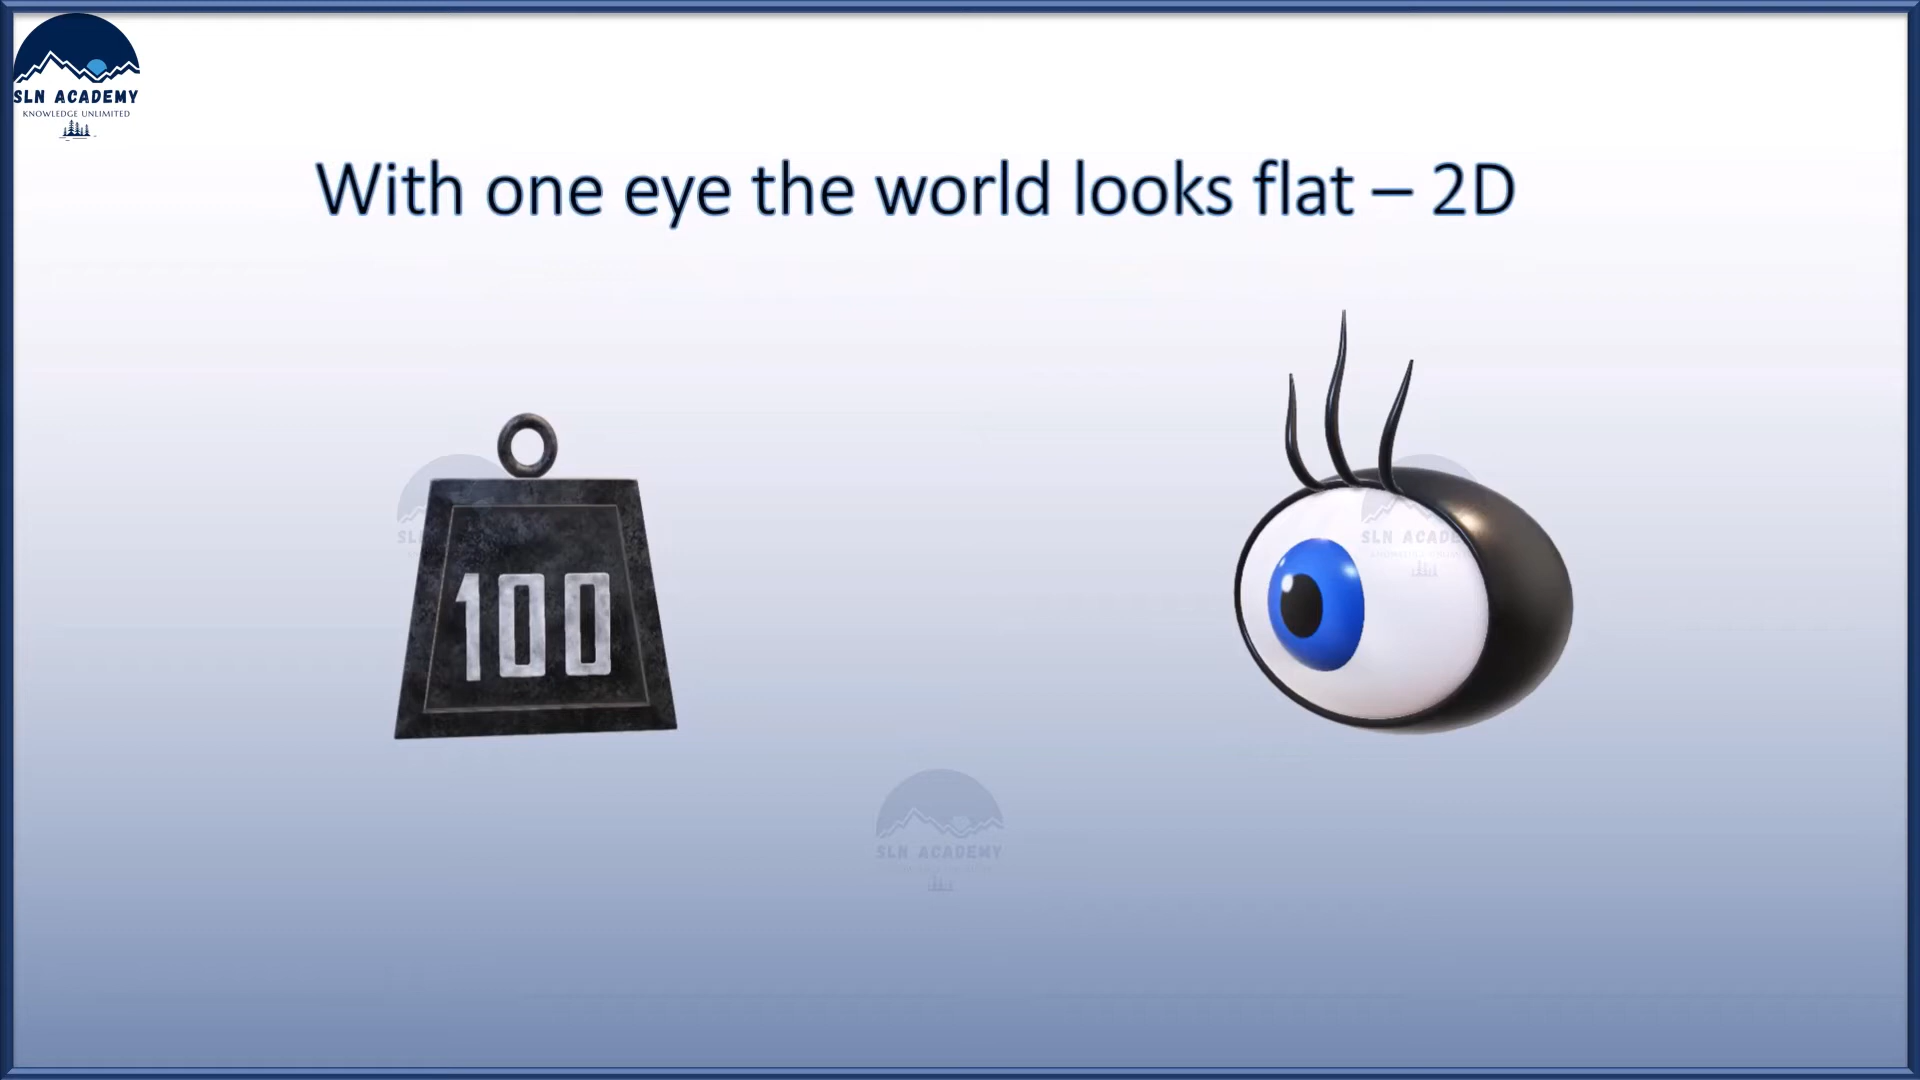 SLN ACADEMY
KNOWLEDGE UNLIMITED
With one eye the world looks flat – 2D
100
SLN ACADEMY